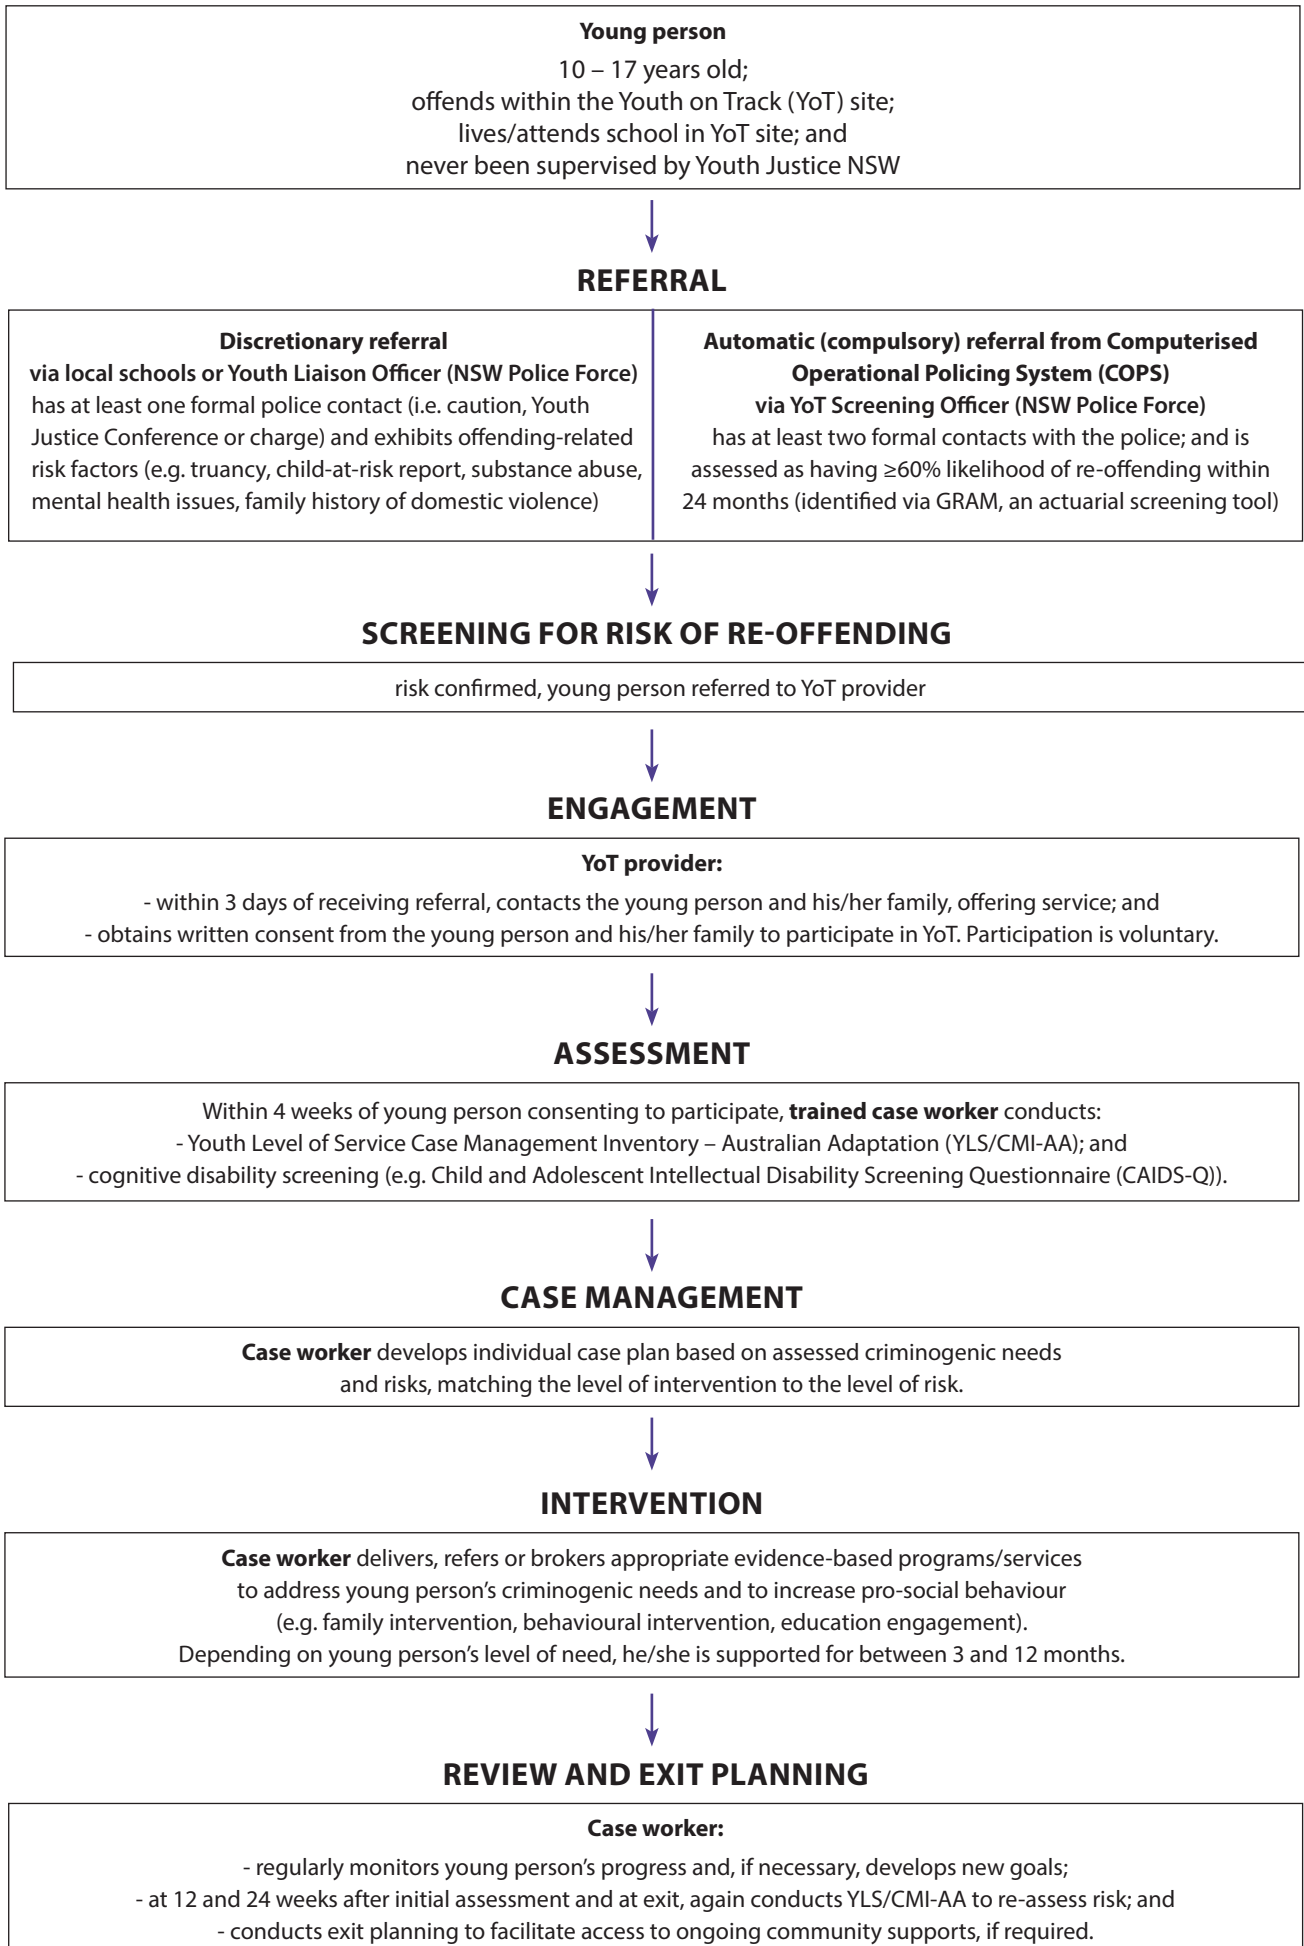 Young person
10 – 17 years old;
offends within the Youth on Track (YoT) site;
lives/attends school in YoT site; and
never been supervised by Youth Justice NSW
REFERRAL
Discretionary referral
via local schools or Youth Liaison Officer (NSW Police Force)
has at least one formal police contact (i.e. caution, Youth
Justice Conference or charge) and exhibits offending-related
risk factors (e.g. truancy, child-at-risk report, substance abuse,
mental health issues, family history of domestic violence)
Automatic (compulsory) referral from Computerised
Operational Policing System (COPS)
via YoT Screening Officer (NSW Police Force)
has at least two formal contacts with the police; and is
assessed as having ≥60% likelihood of re-offending within
24 months (identified via GRAM, an actuarial screening tool)
SCREENING FOR RISK OF RE-OFFENDING
risk confirmed, young person referred to YoT provider
ENGAGEMENT
YoT provider:
- within 3 days of receiving referral, contacts the young person and his/her family, offering service; and
- obtains written consent from the young person and his/her family to participate in YoT. Participation is voluntary.
ASSESSMENT
Within 4 weeks of young person consenting to participate, trained case worker conducts:
- Youth Level of Service Case Management Inventory – Australian Adaptation (YLS/CMI-AA); and
- cognitive disability screening (e.g. Child and Adolescent Intellectual Disability Screening Questionnaire (CAIDS-Q)).
CASE MANAGEMENT
Case worker develops individual case plan based on assessed criminogenic needs
and risks, matching the level of intervention to the level of risk.
INTERVENTION
Case worker delivers, refers or brokers appropriate evidence-based programs/services
to address young person's criminogenic needs and to increase pro-social behaviour
(e.g. family intervention, behavioural intervention, education engagement).
Depending on young person's level of need, he/she is supported for between 3 and 12 months.
REVIEW AND EXIT PLANNING
Case worker:
- regularly monitors young person's progress and, if necessary, develops new goals;
- at 12 and 24 weeks after initial assessment and at exit, again conducts YLS/CMI-AA to re-assess risk; and
- conducts exit planning to facilitate access to ongoing community supports, if required.